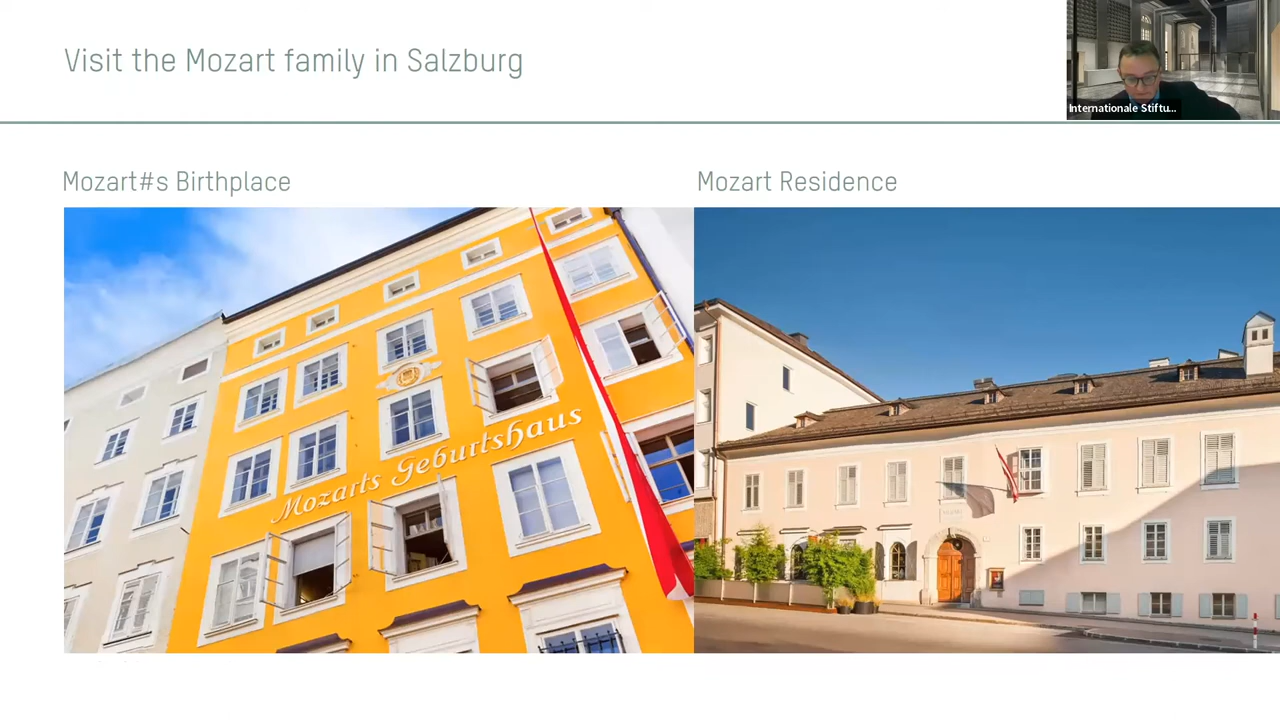 Visit the Mozart family in Salzburg
Internationale Stiftu...
Mozart#s Birthplace
Mozart Residence
Mozarts Geburtshaus